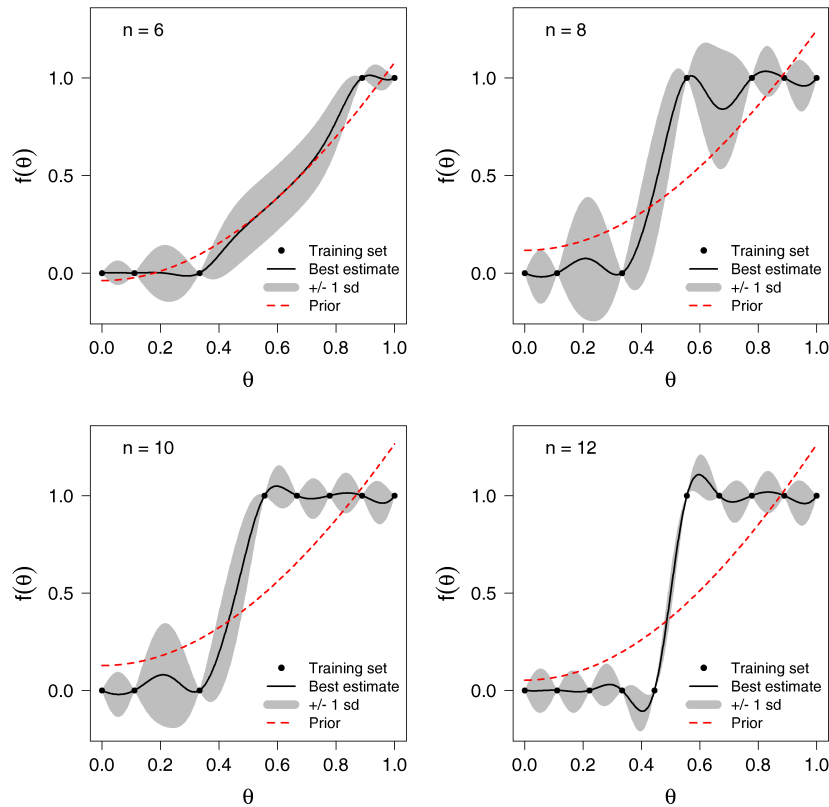 n = 6
1.0
0.5
0.0
f(θ)
Training set
Best estimate
+/- 1 sd
Prior
0.0 0.2 0.4 0.6 0.8 1.0
θ
n = 8
1.0
0.5
0.0
f(θ)
Training set
Best estimate
+/- 1 sd
Prior
0.0 0.2 0.4 0.6 0.8 1.0
θ
n = 10
1.0
0.5
0.0
f(θ)
Training set
Best estimate
+/- 1 sd
Prior
0.0 0.2 0.4 0.6 0.8 1.0
θ
n = 12
1.0
0.5
0.0
f(θ)
Training set
Best estimate
+/- 1 sd
Prior
0.0 0.2 0.4 0.6 0.8 1.0
θ